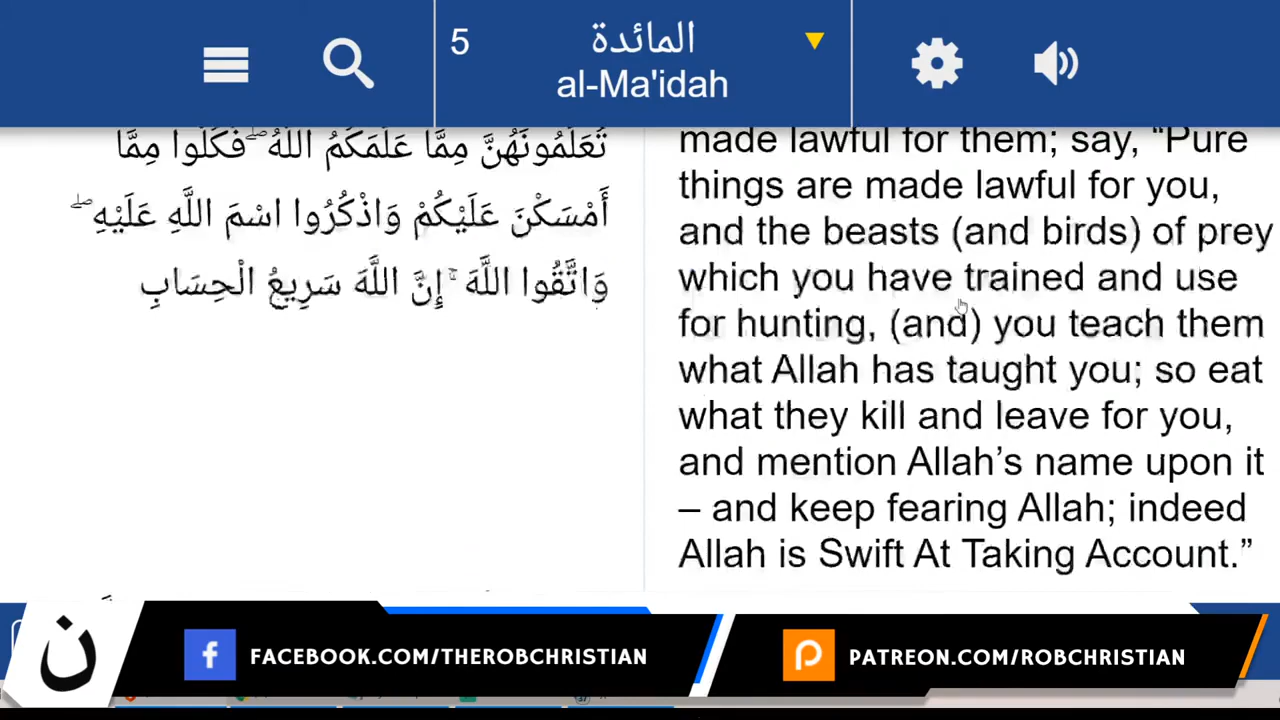 5
المائدة
al-Ma'idah
تُعَلِّمُونَهُنَّ مِمَّا عَلَّمَكُمُ اللَّهُ ۖ فَكُلُوا مِمَّا
أَمْسَكْنَ عَلَيْكُمْ وَاذْكُرُوا اسْمَ اللَّهِ عَلَيْهِ ۖ
وَاتَّقُوا اللَّهَ ۚ إِنَّ اللَّهَ سَرِيعُ الْحِسَابِ
made lawful for them; say, “Pure
things are made lawful for you,
and the beasts (and birds) of prey
which you have trained and use
for hunting, (and) you teach them
what Allah has taught you; so eat
what they kill and leave for you,
and mention Allah’s name upon it
– and keep fearing Allah; indeed
Allah is Swift At Taking Account.”
ن
f
FACEBOOK.COM/THEROBCHRISTIAN
PATREON.COM/ROBCHRISTIAN